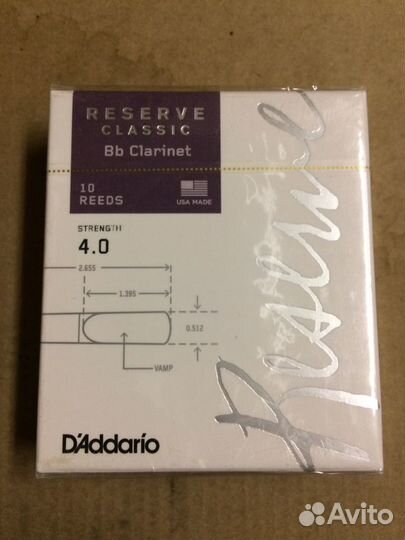 RESERVE
CLASSIC
Bb Clarinet
10
REEDS
USA MADE
STRENGTH
4.0
2.655
1.395
0.512
VAMP
Reserve
D'Addario
Avito